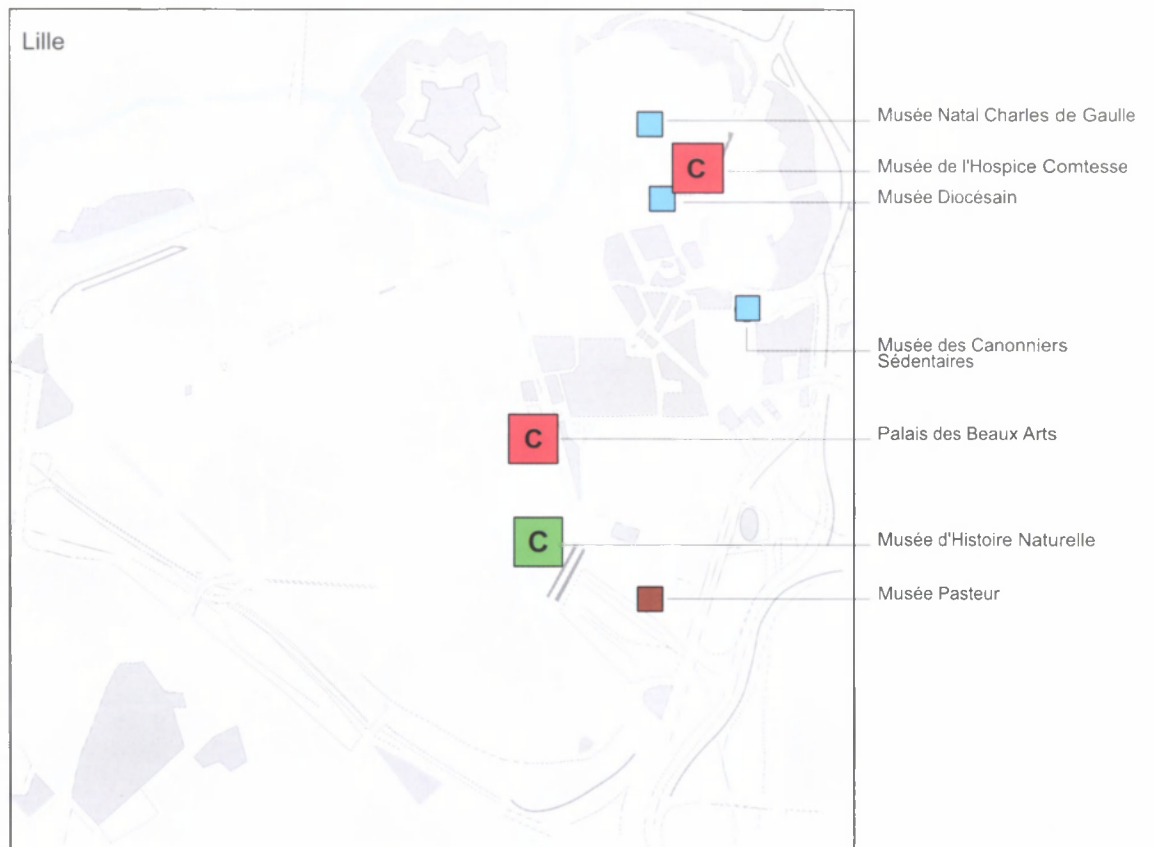 Lille
Musée Natal Charles de Gaulle
C
Musée de l'Hospice Comtesse
Musée Diocésain
Musée des Canonniers
Sédentaires
C
Palais des Beaux Arts
C
Musée d'Histoire Naturelle
Musée Pasteur